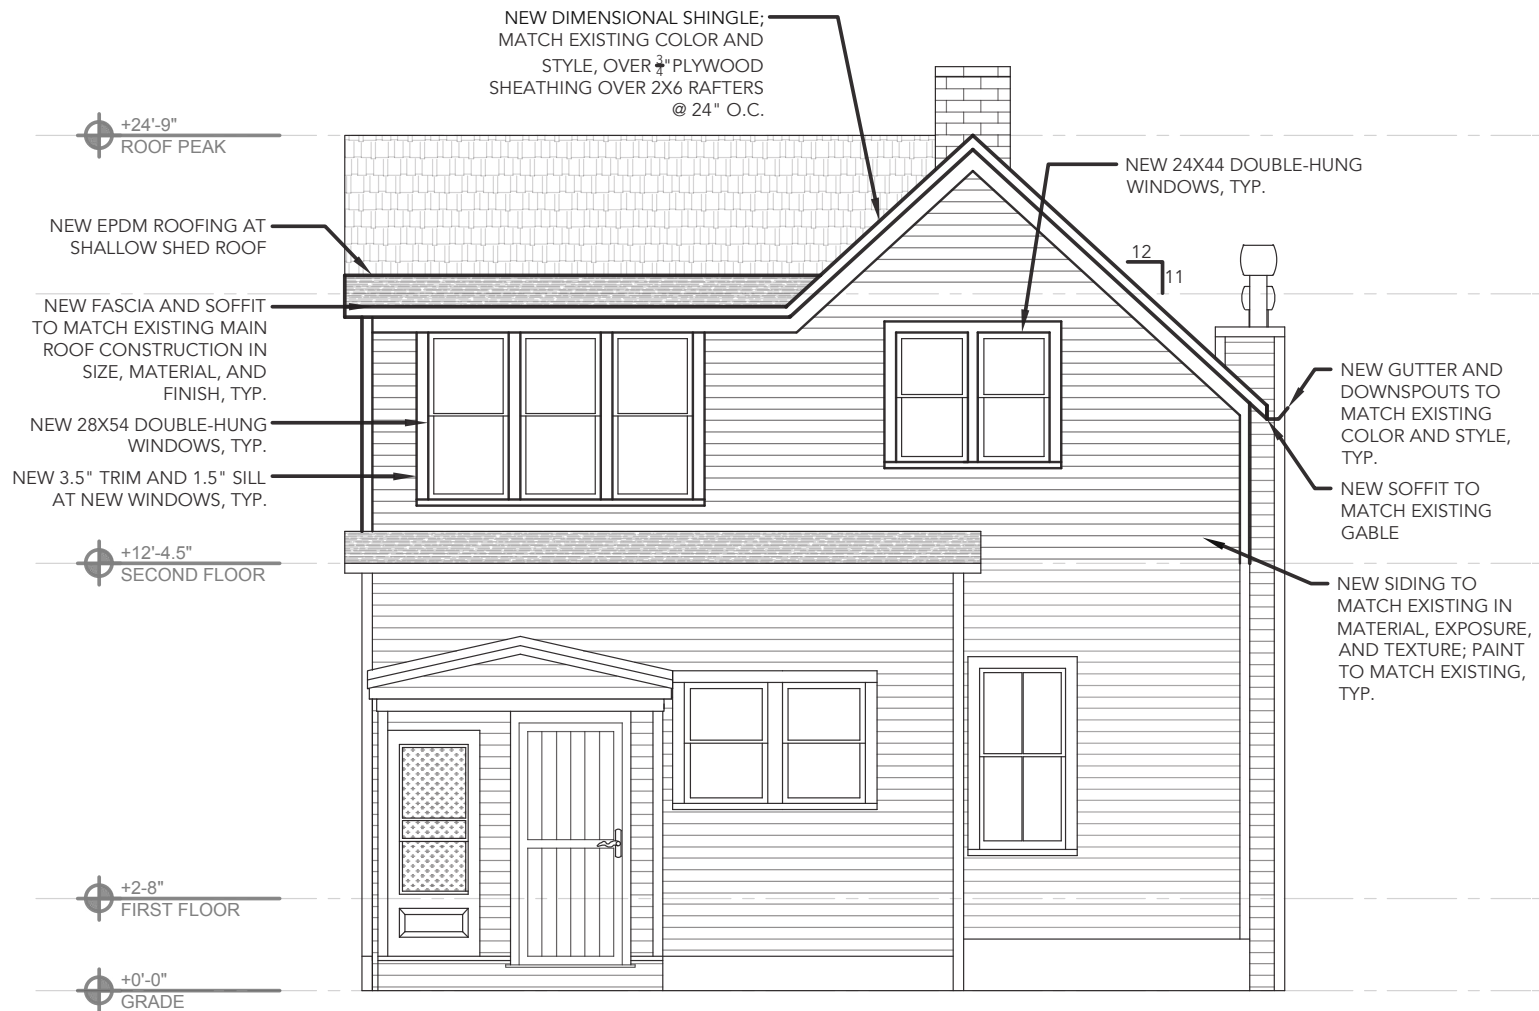 NEW DIMENSIONAL SHINGLE;
MATCH EXISTING COLOR AND
STYLE, OVER 3/4" PLYWOOD
SHEATHING OVER 2X6 RAFTERS
@ 24" O.C.
+24'-9"
ROOF PEAK
NEW 24X44 DOUBLE-HUNG
WINDOWS, TYP.
NEW EPDM ROOFING AT
SHALLOW SHED ROOF
12
11
NEW FASCIA AND SOFFIT
TO MATCH EXISTING MAIN
ROOF CONSTRUCTION IN
SIZE, MATERIAL, AND
FINISH, TYP.
NEW GUTTER AND
DOWNSPOUTS TO
MATCH EXISTING
COLOR AND STYLE,
TYP.
NEW 28X54 DOUBLE-HUNG
WINDOWS, TYP.
NEW 3.5" TRIM AND 1.5" SILL
AT NEW WINDOWS, TYP.
NEW SOFFIT TO
MATCH EXISTING
GABLE
+12'-4.5"
SECOND FLOOR
NEW SIDING TO
MATCH EXISTING IN
MATERIAL, EXPOSURE,
AND TEXTURE; PAINT
TO MATCH EXISTING,
TYP.
+2-8"
FIRST FLOOR
+0'-0"
GRADE